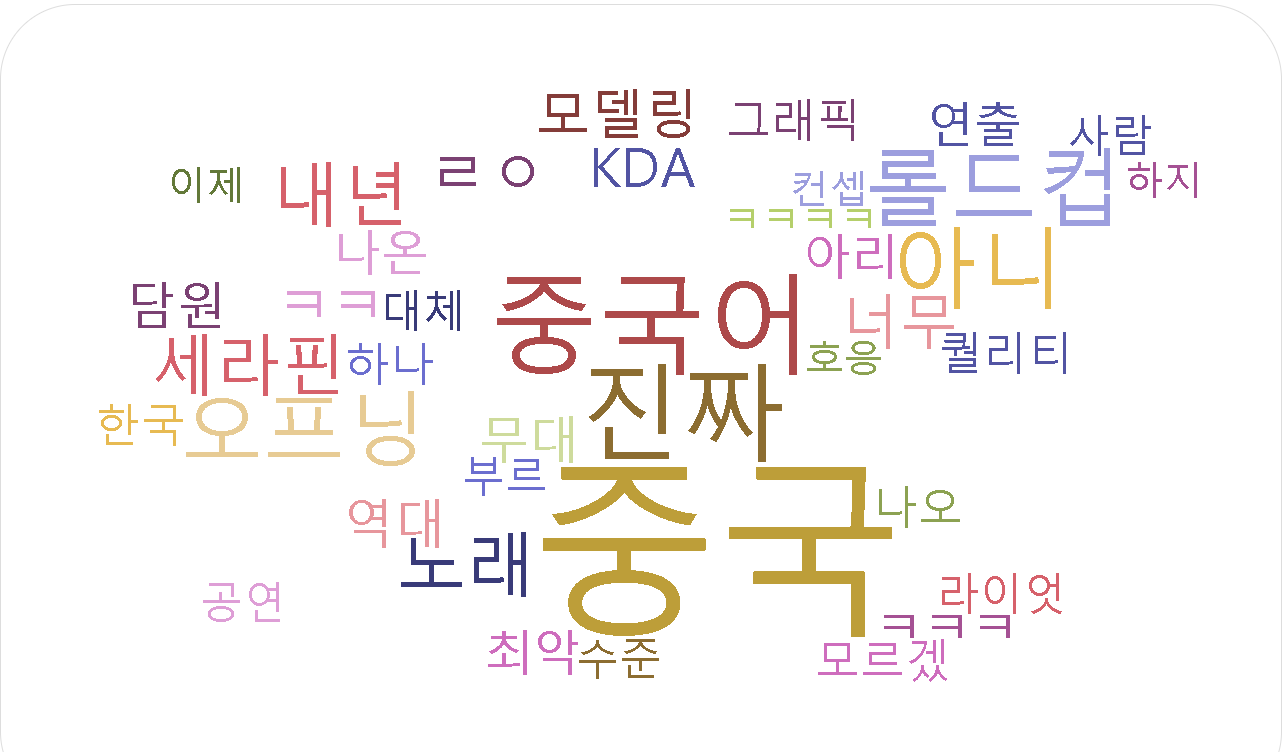 모델링
그래픽
연출
사람
이제
내년
ㄹㅇ
KDA
컨셉
롤드컵
하지
ㅋㅋㅋㅋ
나온
아리
아니
담원
ㅋㅋ
대체
중국어
너무
세라핀
하나
호응
퀄리티
한국
오프닝
무대
진짜
부르
중국
나오
역대
노래
공연
라이엇
ㅋㅋㅋ
최악
수준
모르겠